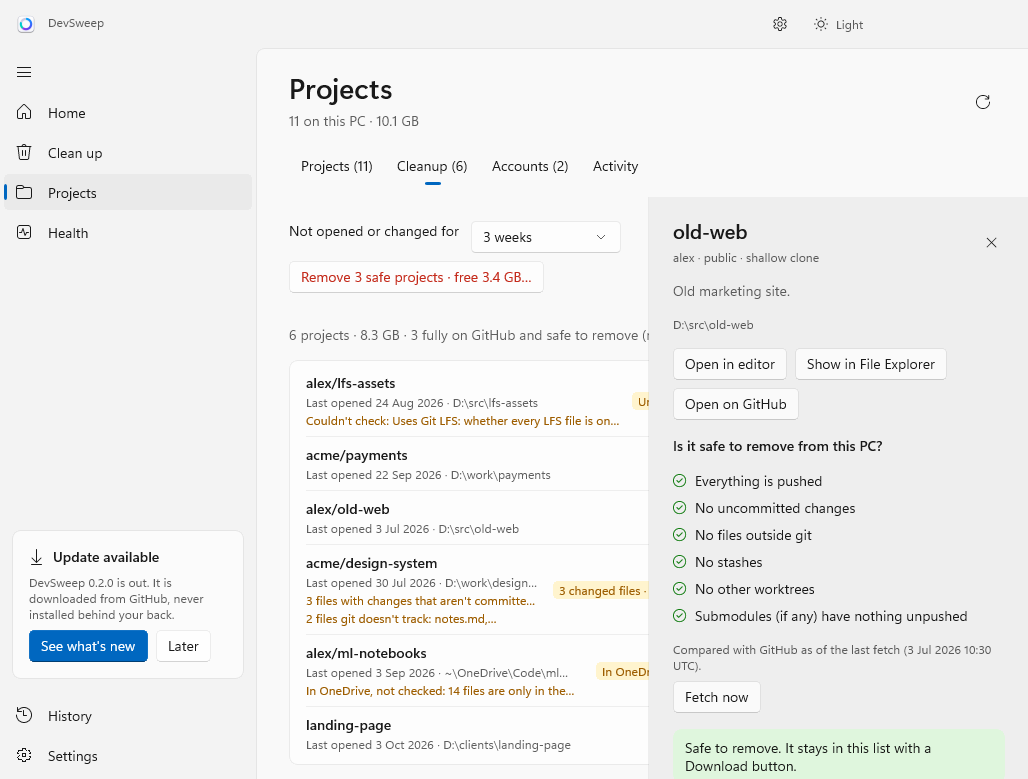 DevSweep
Light
Home
Clean up
Projects
Health
Update available
DevSweep 0.2.0 is out. It is
downloaded from GitHub, never
installed behind your back.
See what's new
Later
History
Settings
Projects
11 on this PC · 10.1 GB
Projects (11)
Cleanup (6)
Accounts (2)
Activity
Not opened or changed for
3 weeks
Remove 3 safe projects · free 3.4 GB...
6 projects · 8.3 GB · 3 fully on GitHub and safe to remove
alex/lfs-assets
Last opened 24 Aug 2026 · D:\src\lfs-assets
Couldn't check: Uses Git LFS: whether every LFS file is on...
acme/payments
Last opened 22 Sep 2026 · D:\work\payments
alex/old-web
Last opened 3 Jul 2026 · D:\src\old-web
acme/design-system
Last opened 30 Jul 2026 · D:\work\design...
3 files with changes that aren't committe...
2 files git doesn't track: notes.md,...
3 changed files ·
alex/ml-notebooks
Last opened 3 Sep 2026 · ~\OneDrive\Code\ml...
In OneDrive, not checked: 14 files are only in the...
In
landing-page
Last opened 3 Oct 2026 · D:\clients\landing-page
old-web
alex · public · shallow clone
Old marketing site.
D:\src\old-web
Open in editor
Show in File Explorer
Open on GitHub
Is it safe to remove from this PC?
Everything is pushed
No uncommitted changes
No files outside git
No stashes
No other worktrees
Submodules (if any) have nothing unpushed
Compared with GitHub as of the last fetch (3 Jul 2026 10:30
UTC).
Fetch now
Safe to remove. It stays in this list with a
Download button.